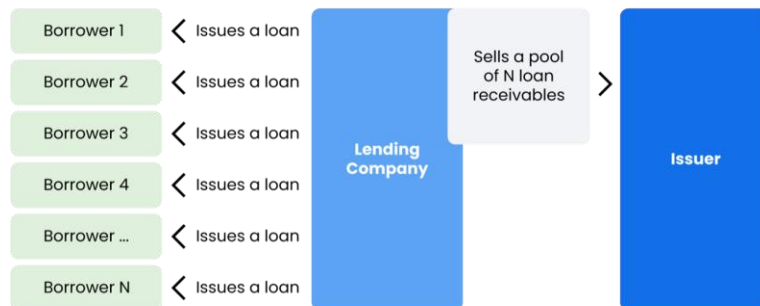 Borrower 1
Issues a loan
Borrower 2
Issues a loan
Borrower 3
Issues a loan
Borrower 4
Issues a loan
Borrower ...
Issues a loan
Borrower N
Issues a loan
Lending
Company
Sells a pool
of N loan
receivables
Issuer